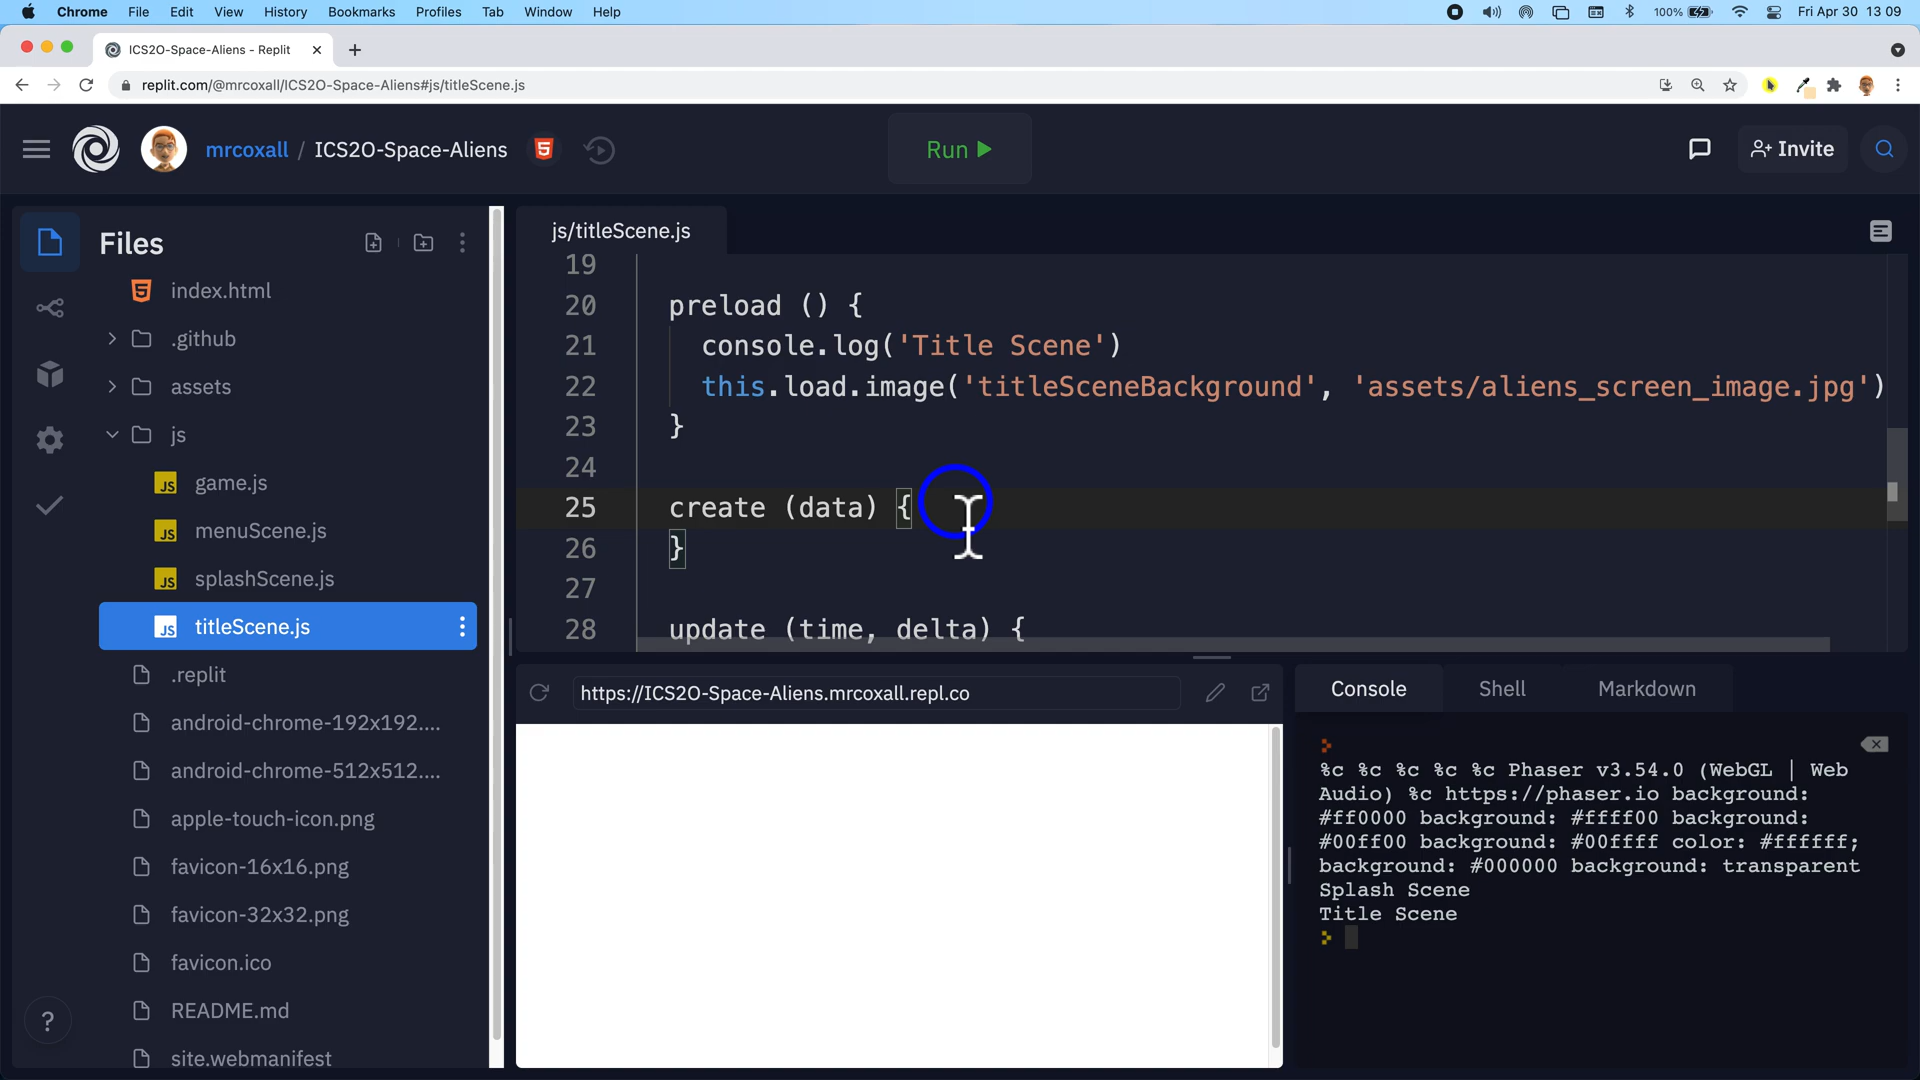 Chrome File Edit View History Bookmarks Profiles Tab Window Help 100% Fri Apr 30 13 09
ICS2O-Space-Aliens - Replit
replit.com/@mrcoxall/ICS2O-Space-Aliens#js/titleScene.js
mrcoxall / ICS2O-Space-Aliens
Run
Invite
Files
index.html
.github
assets
js
game.js
menuScene.js
splashScene.js
titleScene.js
.replit
android-chrome-192x192....
android-chrome-512x512....
apple-touch-icon.png
favicon-16x16.png
favicon-32x32.png
favicon.ico
README.md
site.webmanifest
?
js/titleScene.js
19
20 preload () {
21 console.log('Title Scene')
22 this.load.image('titleSceneBackground', 'assets/aliens_screen_image.jpg')
23 }
24
25 create (data) {
26 }
27
28 update (time, delta) {
https://ICS2O-Space-Aliens.mrcoxall.repl.co
Console Shell Markdown
%c %c %c %c %c Phaser v3.54.0 (WebGL | Web
Audio) %c https://phaser.io background:
#ff0000 background: #ffff00 background:
#00ff00 background: #00ffff color: #ffffff;
background: #000000 background: transparent
Splash Scene
Title Scene